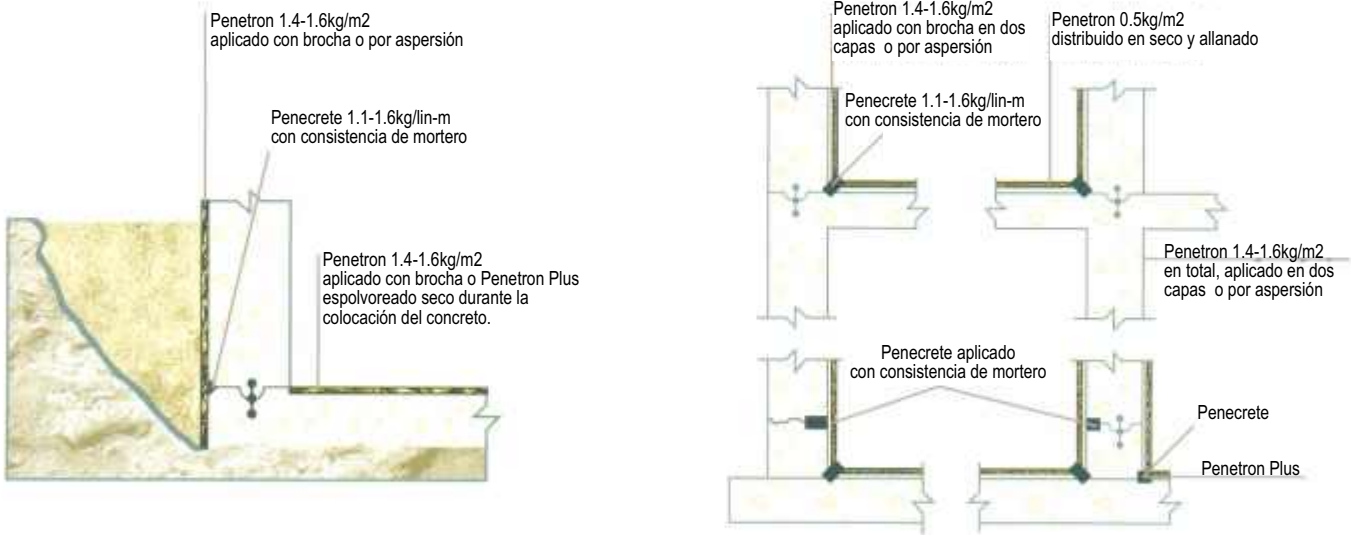 Penetron 1.4-1.6kg/m2
aplicado con brocha o por aspersión
Penecrete 1.1-1.6kg/lin-m
con consistencia de mortero
Penetron 1.4-1.6kg/m2
aplicado con brocha o Penetron Plus
espolvoreado seco durante la
colocación del concreto.
Penetron 1.4-1.6kg/m2
aplicado con brocha en dos
capas o por aspersión
Penetron 0.5kg/m2
distribuido en seco y allanado
Penecrete 1.1-1.6kg/lin-m
con consistencia de mortero
Penetron 1.4-1.6kg/m2
en total, aplicado en dos
capas o por aspersión
Penecrete aplicado
con consistencia de mortero
Penecrete
Penetron Plus